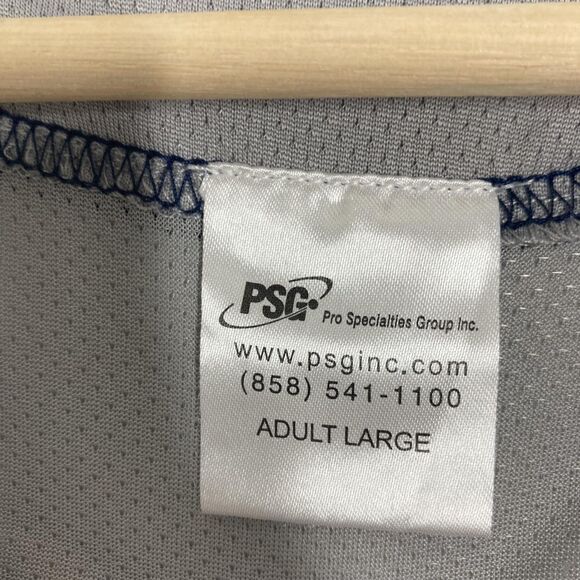 PSG Pro Specialties Group Inc.
www.psginc.com
(858) 541-1100
ADULT LARGE